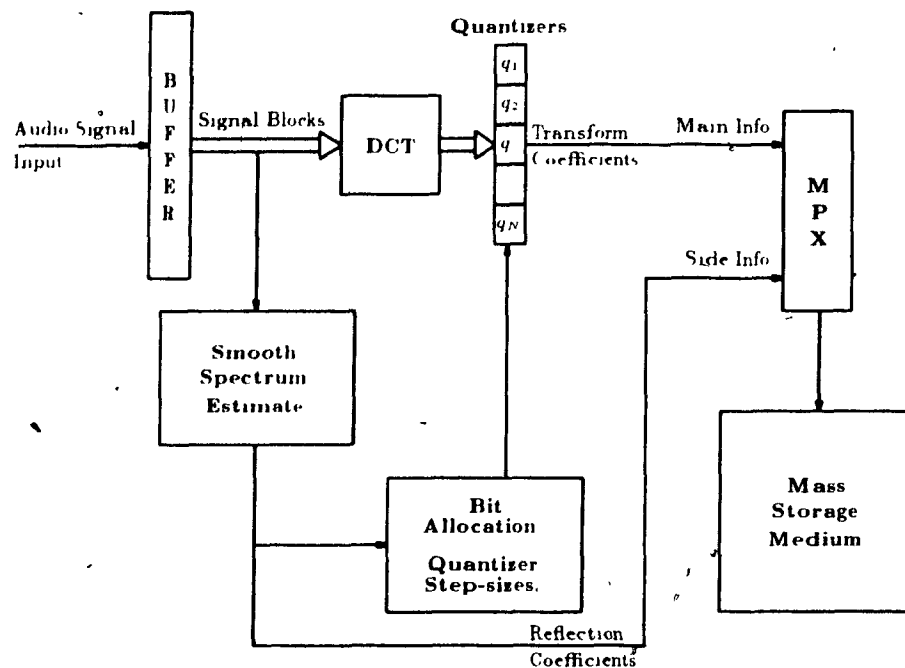 Quantizers
B
U
F
F
E
R
Audio Signal
Input
Signal Blocks
DCT
q1
q2
q
qN
Transform
Coefficients
Main Info
Side Info
M
P
X
Smooth
Spectrum
Estimate
Bit
Allocation
Quantizer
Step-sizes.
Mass
Storage
Medium
Reflection
Coefficients